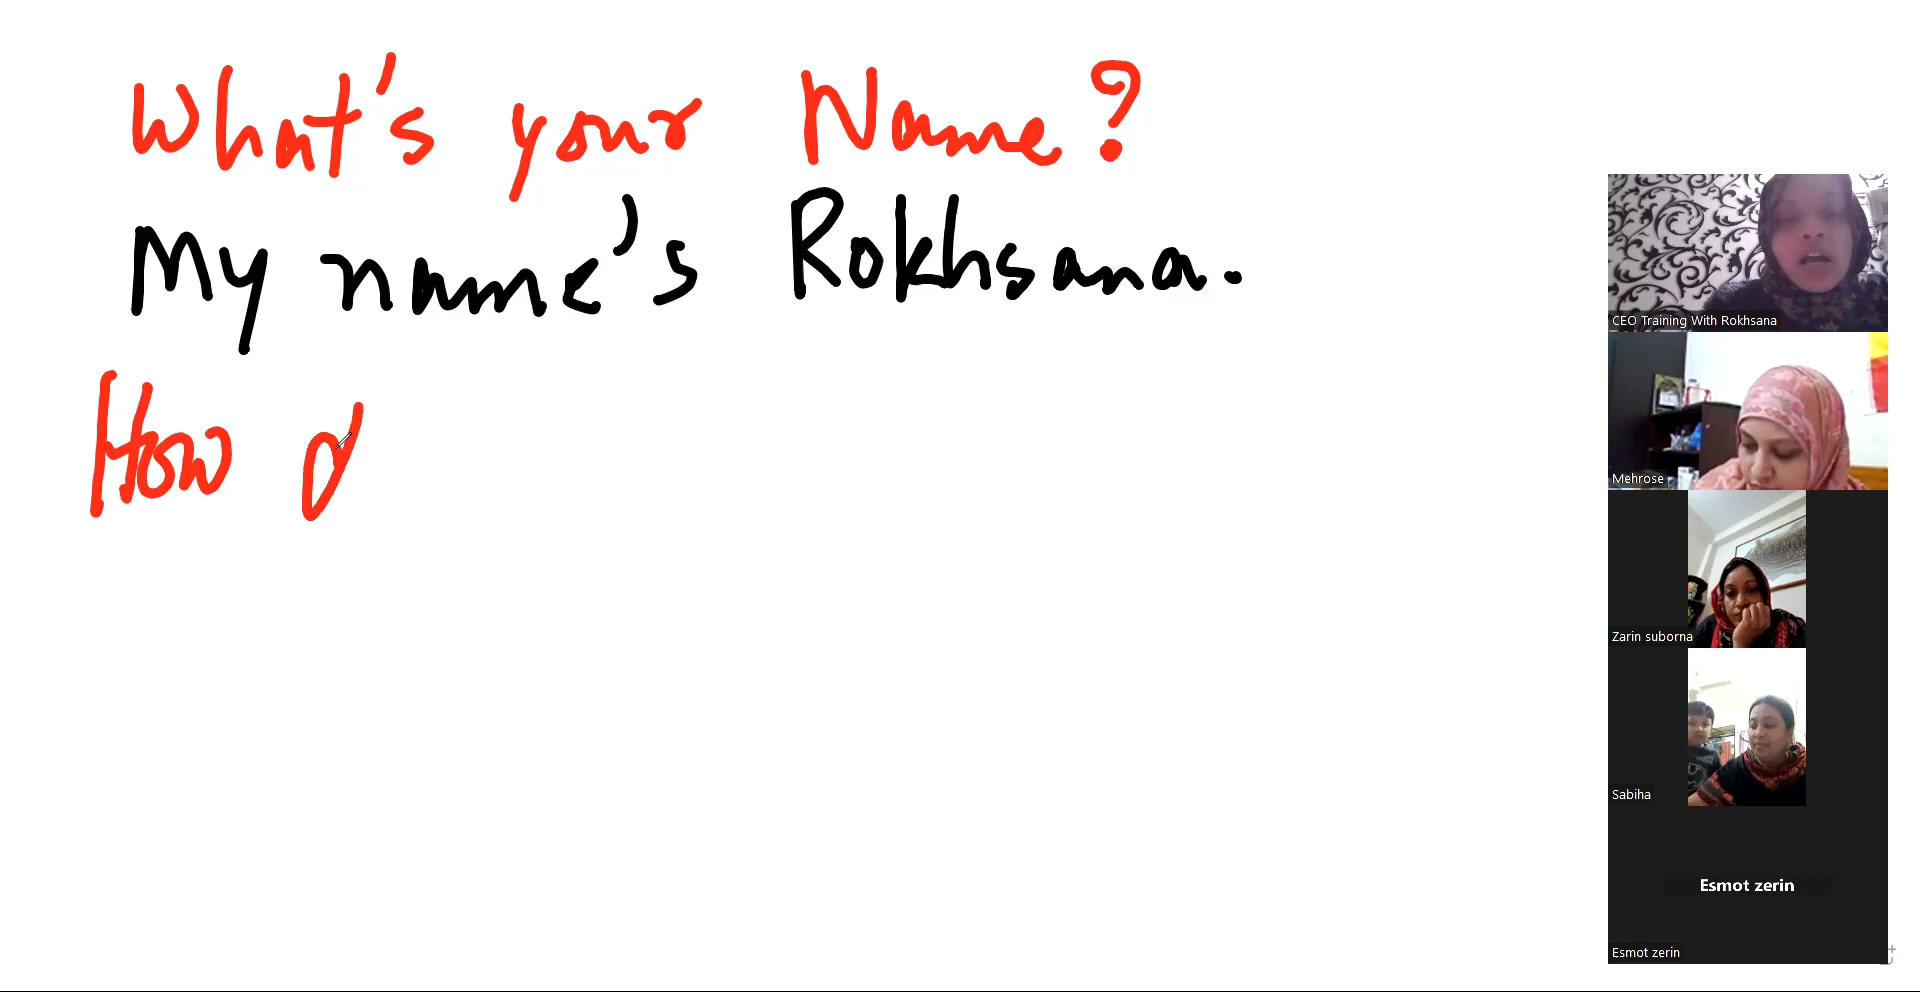 What's your Name?
My name's Rokhsana.
How
CEO Training With Rokhsana
Mehrose
Zarin suborna
Sabiha
Esmot zerin
Esmot zerin